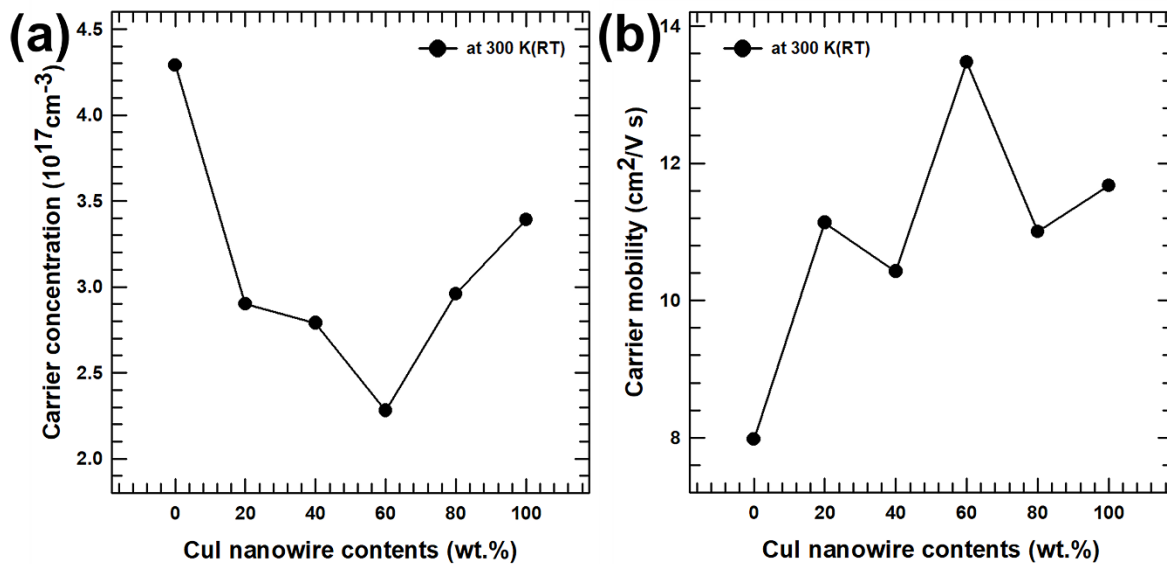 (a)
at 300 K(RT)
4.5
4.0
3.5
3.0
2.5
2.0
Carrier concentration (10¹⁷cm⁻³)
0 20 40 60 80 100
CuI nanowire contents (wt.%)
(b)
at 300 K(RT)
14
12
10
8
Carrier mobility (cm²/V s)
0 20 40 60 80 100
CuI nanowire contents (wt.%)